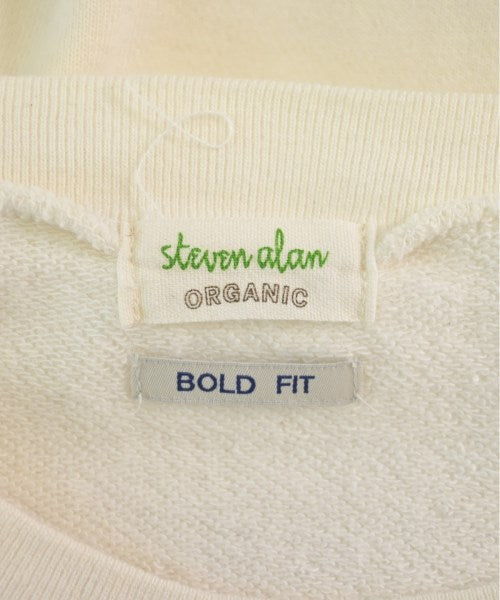 steven alan
ORGANIC
BOLD FIT